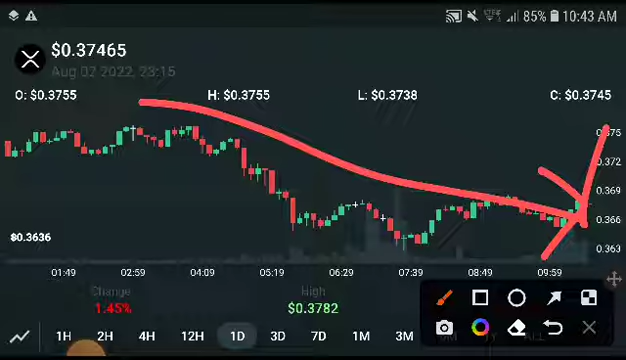 85% 10:43 AM
$0.37465
Aug 02 2022, 23:15
O: $0.3755 H: $0.3755 L: $0.3738 C: $0.3745
0.375
0.372
0.369
0.366
฿0.3636
0.363
01:49 02:59 04:09 05:19 06:29 07:39 08:49 09:59
Change High
1.45% $0.3782
1H 2H 4H 12H 1D 3D 7D 1M 3M 1Y ALL